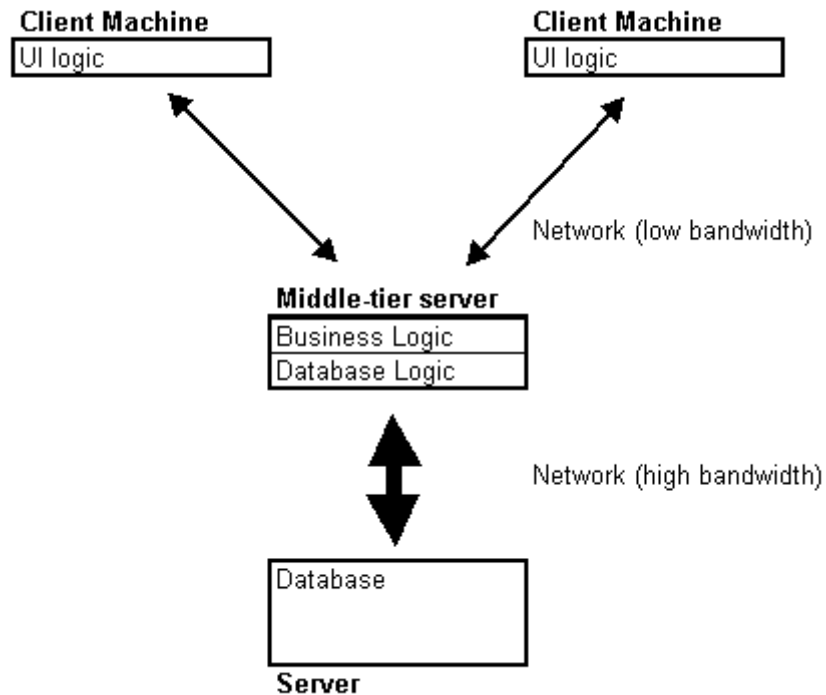 Client Machine
UI logic
Client Machine
UI logic
Network (low bandwidth)
Middle-tier server
Business Logic
Database Logic
Network (high bandwidth)
Database
Server